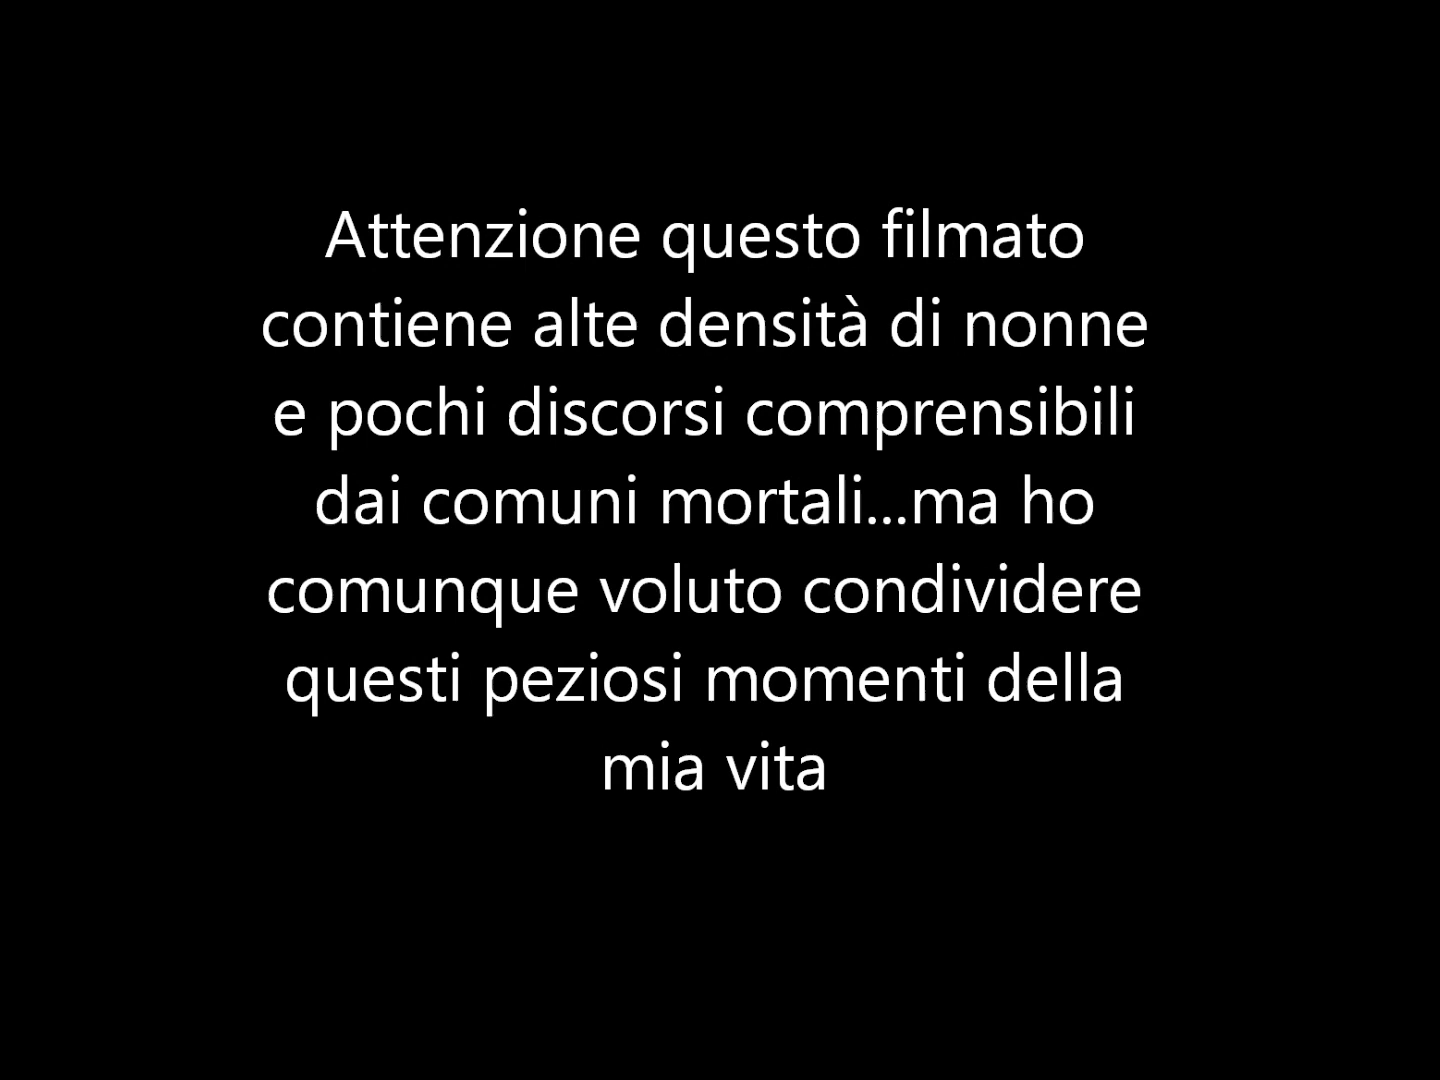 Attenzione questo filmato
contiene alte densità di nonne
e pochi discorsi comprensibili
dai comuni mortali...ma ho
comunque voluto condividere
questi peziosi momenti della
mia vita